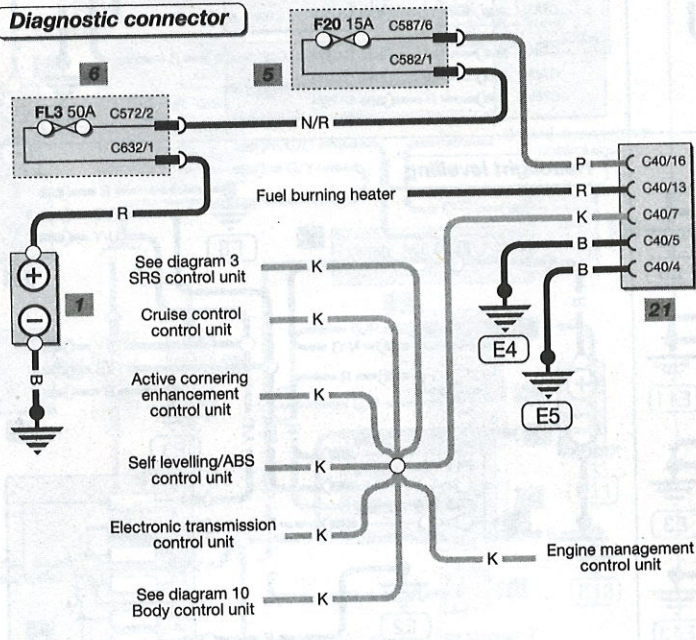 Diagnostic connector
F20 15A C587/6
C582/1
5
6
FL3 50A C572/2
C632/1
N/R
R
P
C40/16
Fuel burning heater
R
C40/13
K
C40/7
B
C40/5
B
C40/4
21
E4
E5
1
B
See diagram 3
SRS control unit
K
Cruise control
control unit
K
Active cornering
enhancement
control unit
K
Self levelling/ABS
control unit
K
Electronic transmission
control unit
K
See diagram 10
Body control unit
K
K
Engine management
control unit